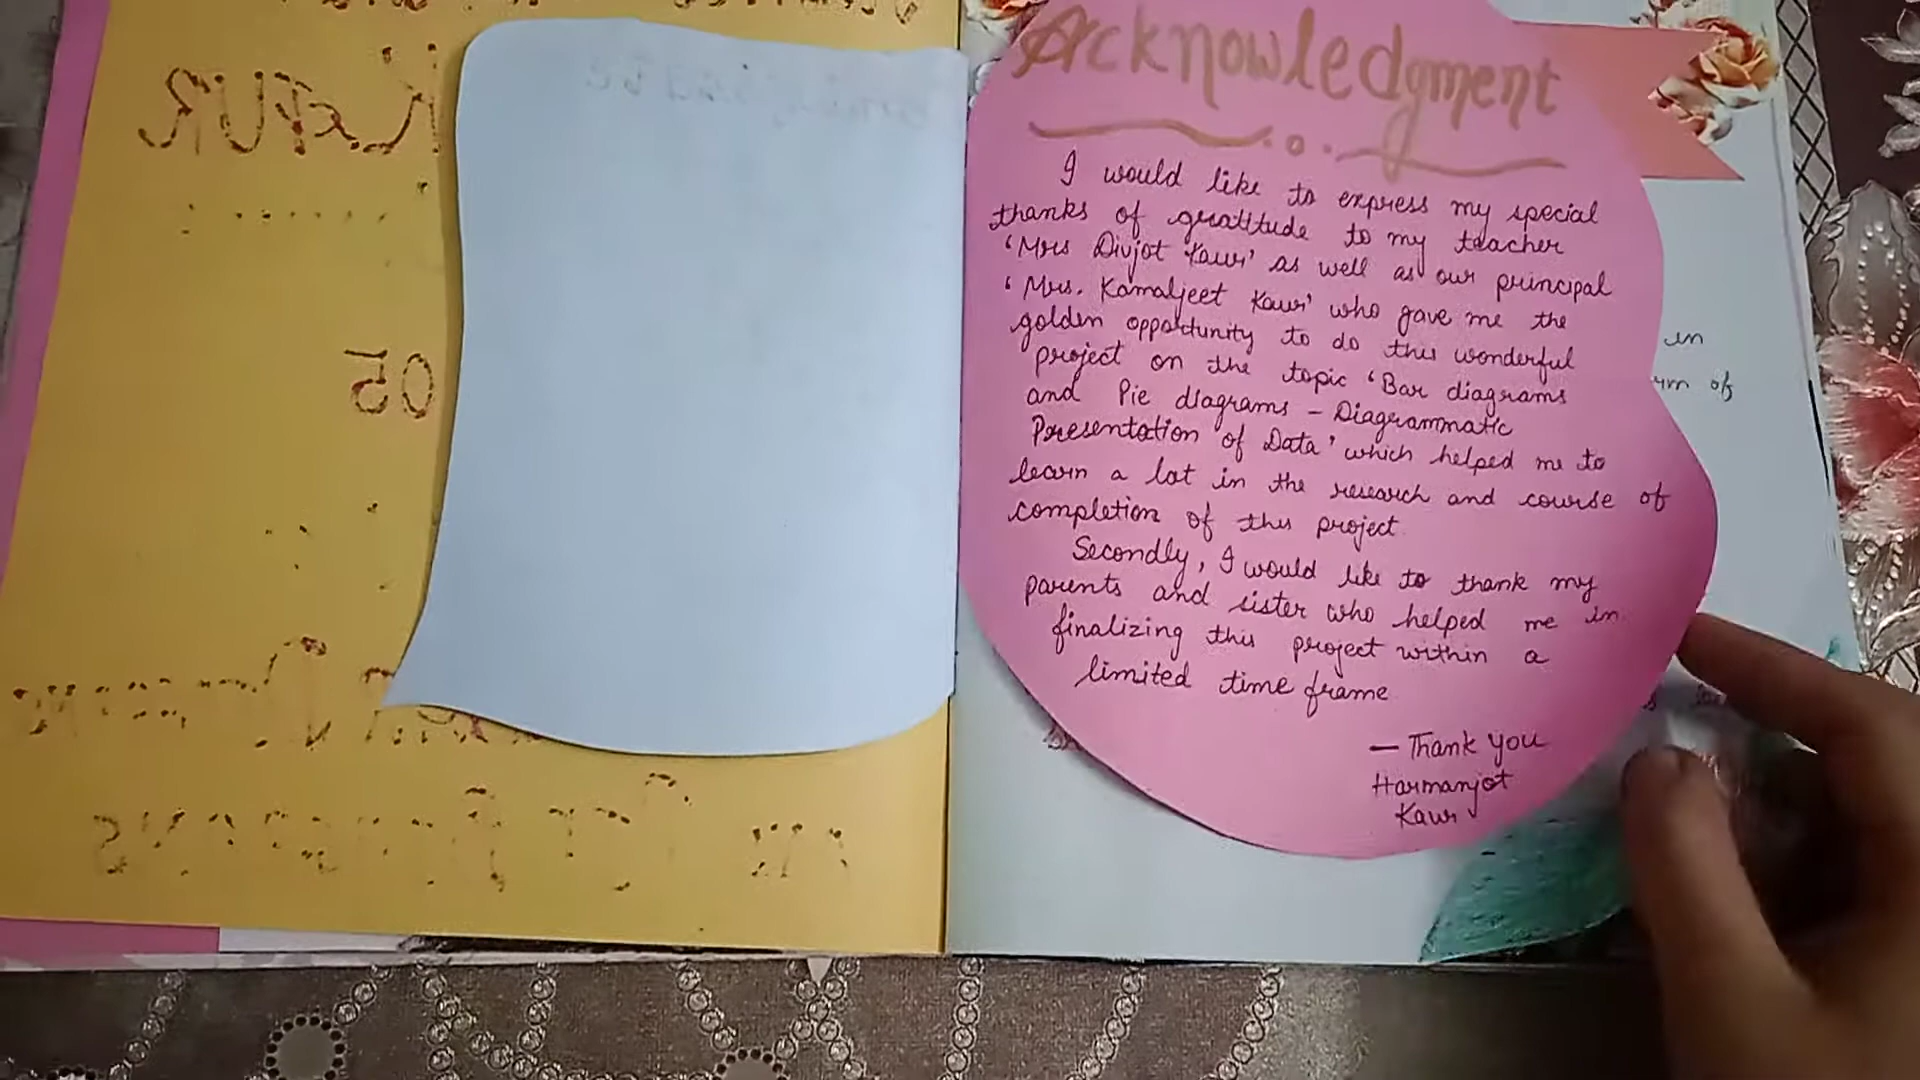 KaUR
05
Acknowledgment
I would like to express my special
thanks of gratitude to my teacher
'Mrs Divjot Kaur' as well as our principal
'Mrs. Kamaljeet Kaur' who gave me the
golden opportunity to do this wonderful
project on the topic 'Bar diagrams
and Pie diagrams - Diagrammatic
Presentation of Data' which helped me to
learn a lot in the research and course of
completion of this project.
Secondly, I would like to thank my
parents and sister who helped me in
finalizing this project within a
limited time frame
— Thank you
Harmanjot
Kaur
in
of